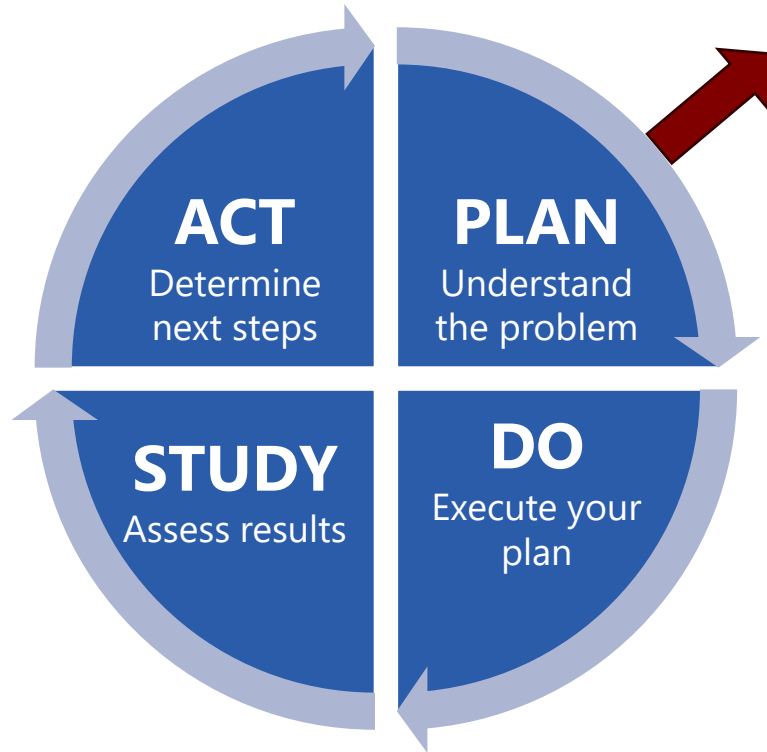 ACT
Determine
next steps
PLAN
Understand
the problem
STUDY
Assess results
DO
Execute your
plan